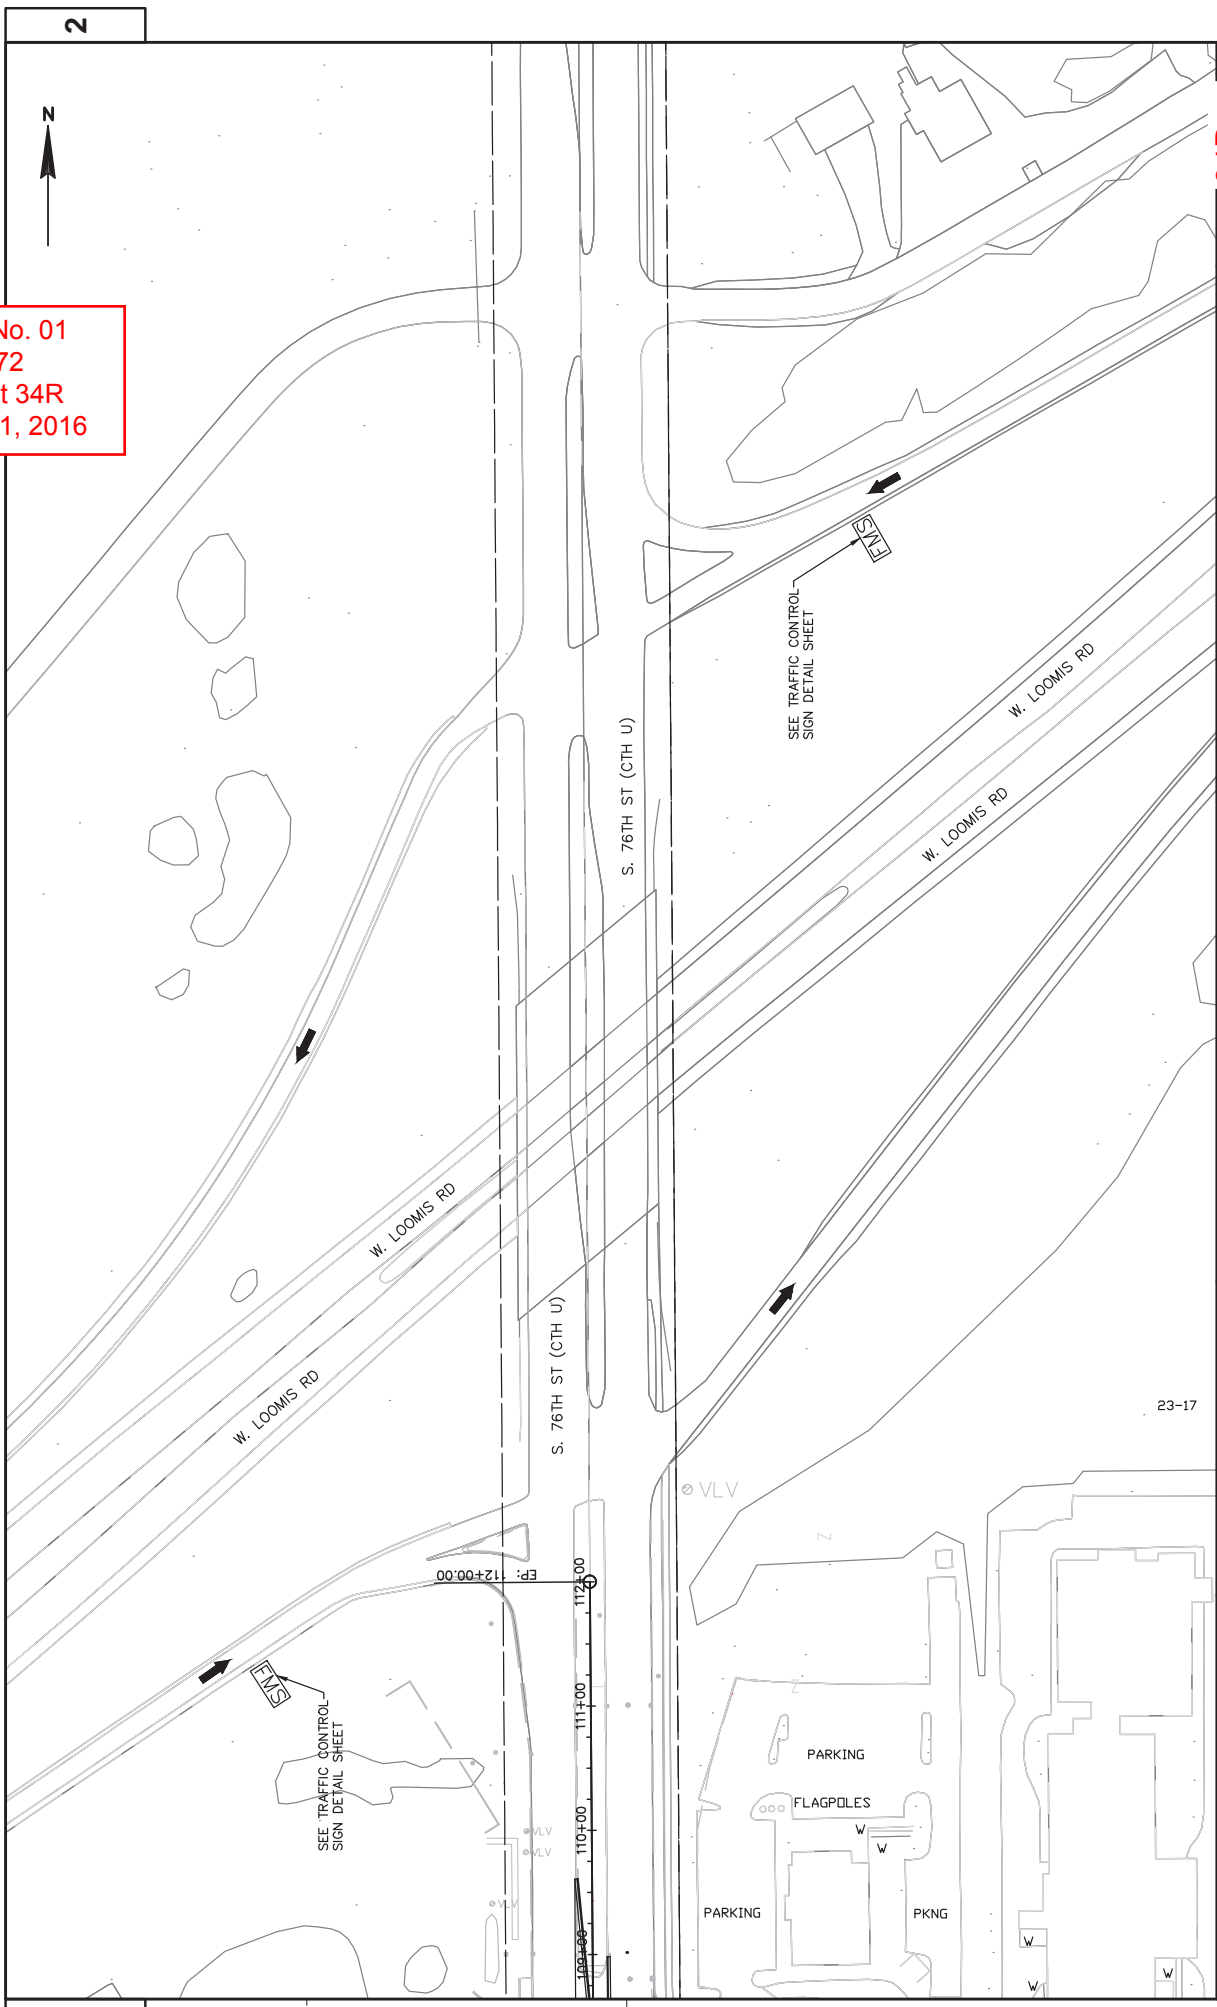 2
N
No. 01
72
t 34R
1, 2016
FMS
SEE TRAFFIC CONTROL
SIGN DETAIL SHEET
W. LOOMIS RD
W. LOOMIS RD
S. 76TH ST (CTH U)
W. LOOMIS RD
W. LOOMIS RD
S. 76TH ST (CTH U)
23-17
VLV
Z
EP: 112+00.00
112+00
FMS
SEE TRAFFIC CONTROL
SIGN DETAIL SHEET
111+00
Z
PARKING
FLAGPOLES
110+00
VLV
VLV
W
W
VLV
PARKING
PKNG
109+00
W
W
W